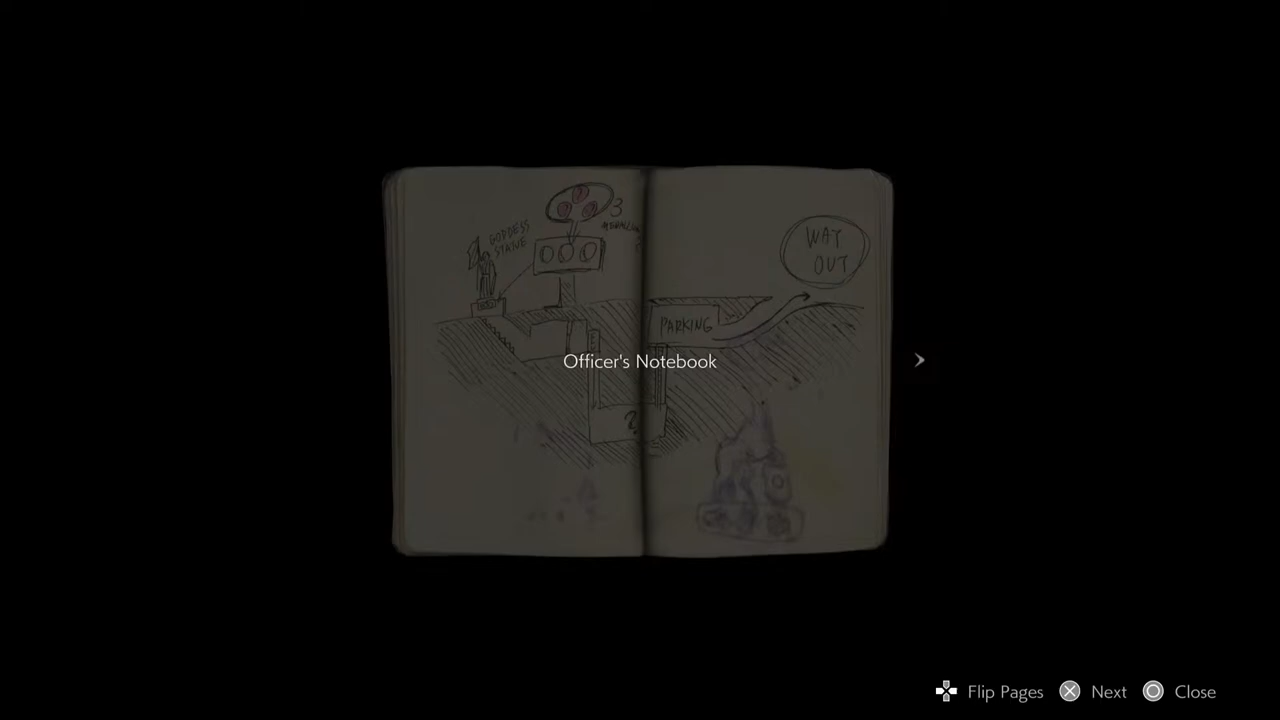 3
GODDESS
STATUE
WAY
OUT
PARKING
Officer's Notebook
?
Flip Pages Next Close